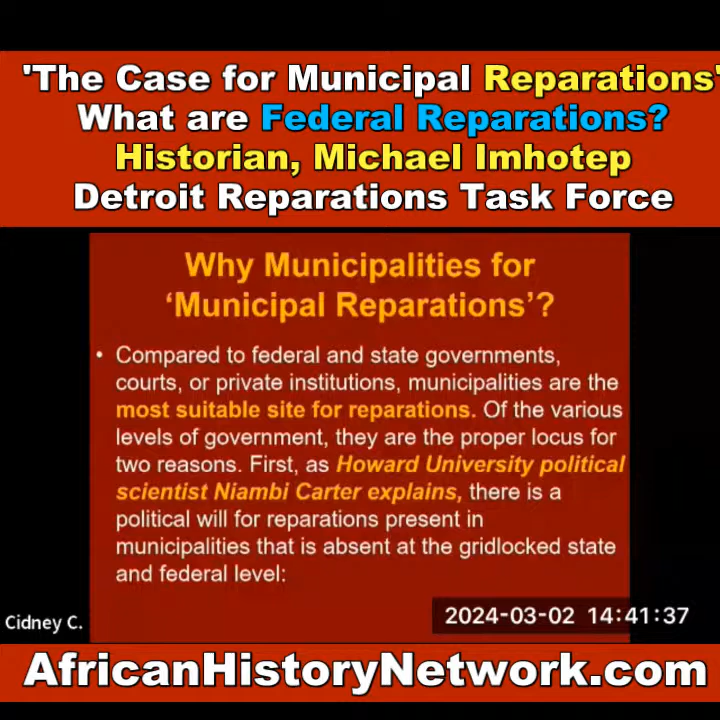 'The Case for Municipal Reparations'
What are Federal Reparations?
Historian, Michael Imhotep
Detroit Reparations Task Force
Why Municipalities for
‘Municipal Reparations’?
• Compared to federal and state governments,
courts, or private institutions, municipalities are the
most suitable site for reparations. Of the various
levels of government, they are the proper locus for
two reasons. First, as Howard University political
scientist Niambi Carter explains, there is a
political will for reparations present in
municipalities that is absent at the gridlocked state
and federal level:
Cidney C.
2024-03-02 14:41:37
AfricanHistoryNetwork.com